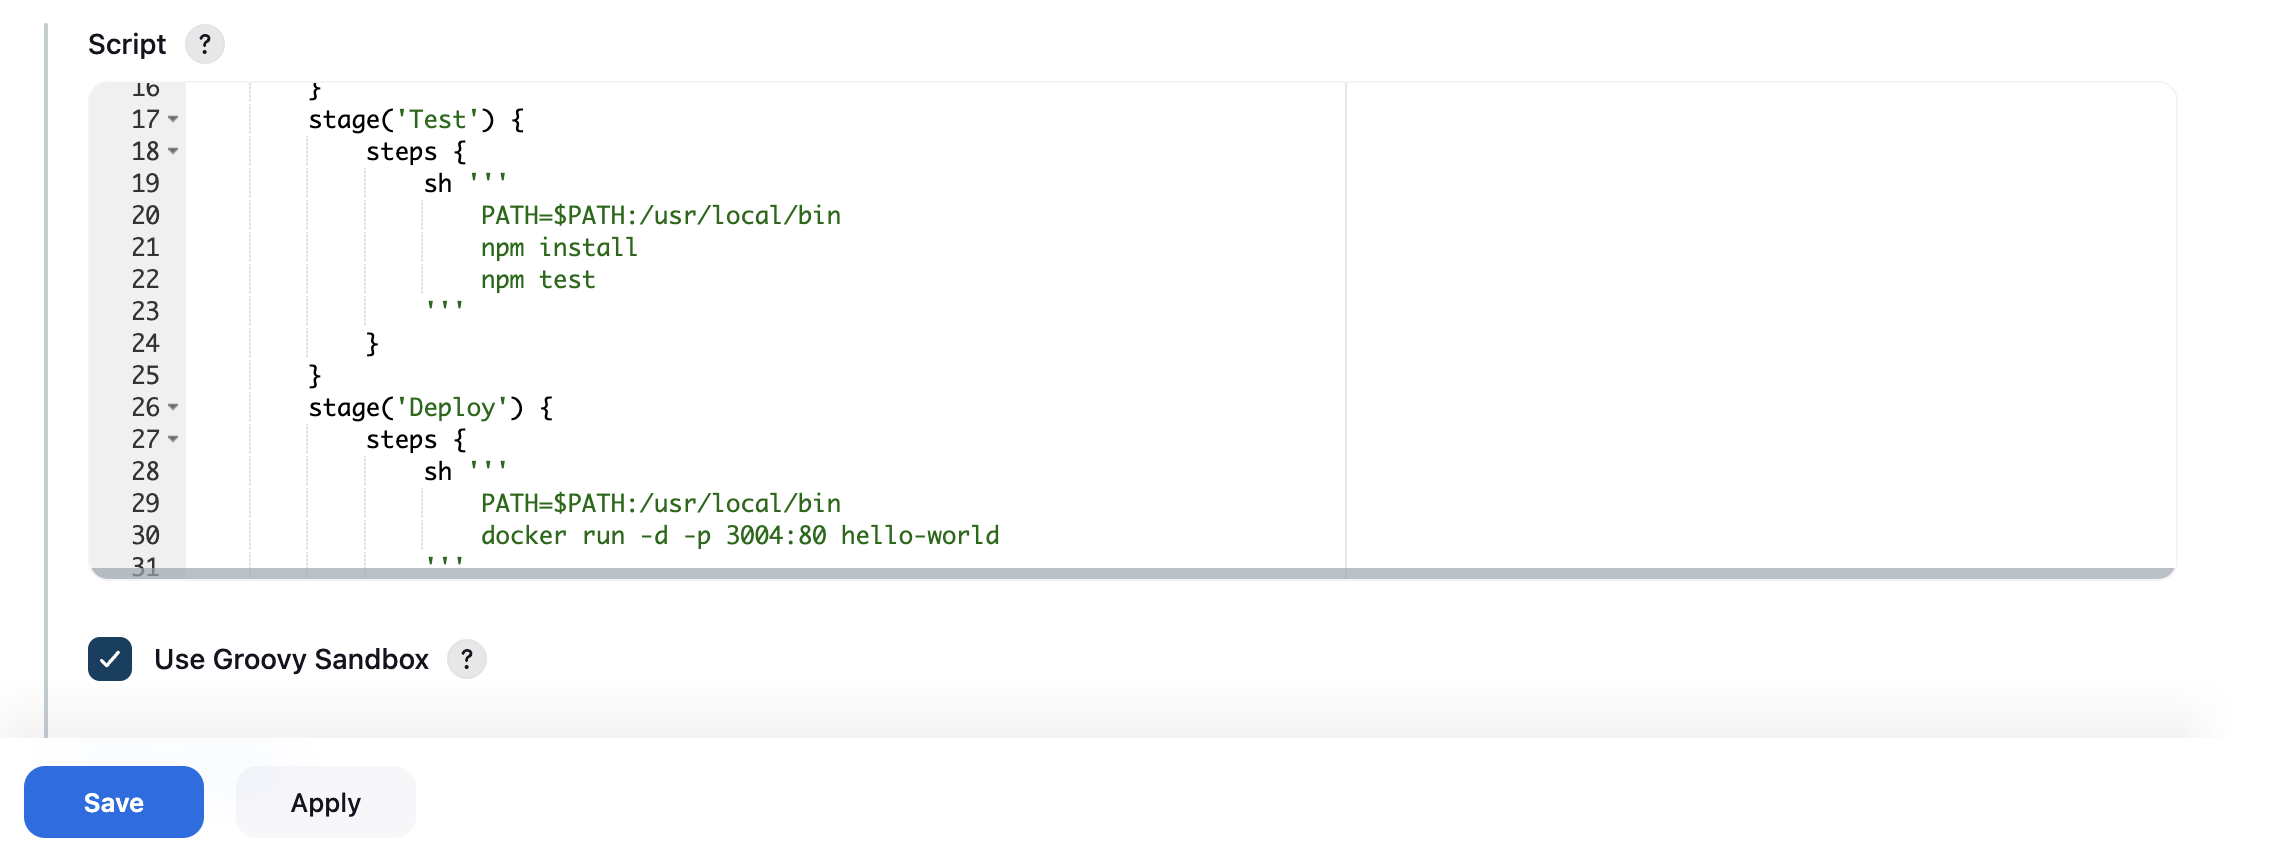 Script ?
16 }
17 stage('Test') {
18 steps {
19 sh '''
20 PATH=$PATH:/usr/local/bin
21 npm install
22 npm test
23 '''
24 }
25 }
26 stage('Deploy') {
27 steps {
28 sh '''
29 PATH=$PATH:/usr/local/bin
30 docker run -d -p 3004:80 hello-world
31 '''
Use Groovy Sandbox ?
Save Apply